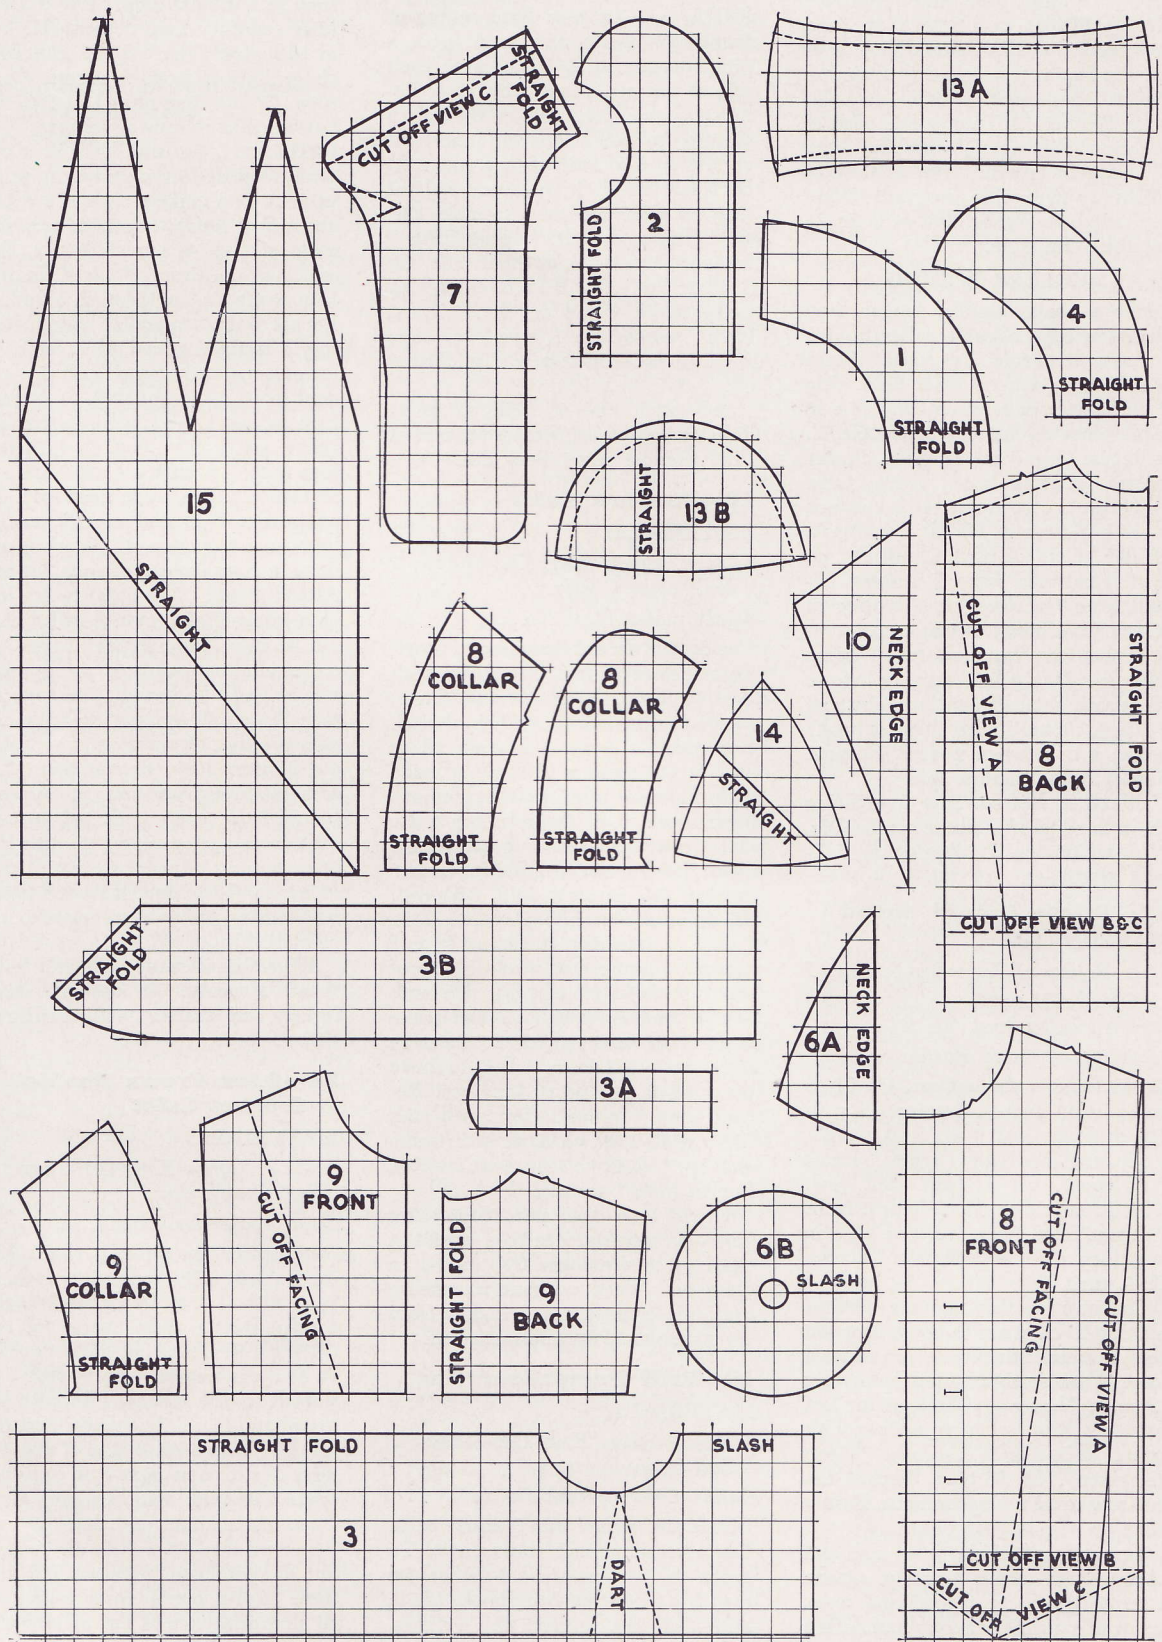 STRAIGHT
FOLD
CUT OFF VIEW C
7
2
STRAIGHT FOLD
13A
1
STRAIGHT
FOLD
4
STRAIGHT
FOLD
15
STRAIGHT
STRAIGHT
13B
8
COLLAR
STRAIGHT
FOLD
8
COLLAR
STRAIGHT
FOLD
14
STRAIGHT
10
NECK EDGE
CUT OFF VIEW A
8
BACK
STRAIGHT FOLD
CUT OFF VIEW B&C
STRAIGHT
FOLD
3B
6A
NECK EDGE
3A
9
COLLAR
STRAIGHT
FOLD
9
FRONT
CUT OFF FACING
STRAIGHT FOLD
9
BACK
6B
SLASH
8
FRONT
CUT OFF FACING
CUT OFF VIEW A
CUT OFF VIEW B
CUT OFF VIEW C
STRAIGHT FOLD
SLASH
3
DART